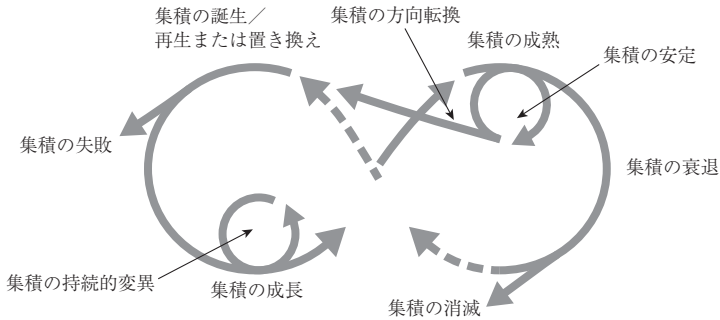 集積の誕生／
再生または置き換え
集積の方向転換
集積の成熟
集積の安定
集積の失敗
集積の衰退
集積の持続的変異
集積の成長
集積の消滅